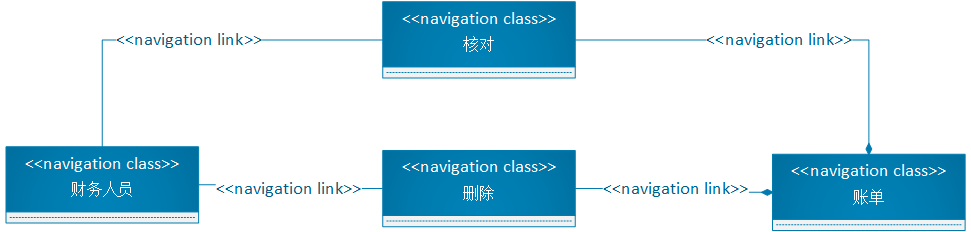 <<navigation class>>
核对
<<navigation link>>
<<navigation link>>
<<navigation class>>
财务人员
<<navigation link>>
<<navigation class>>
删除
<<navigation link>>
<<navigation class>>
账单